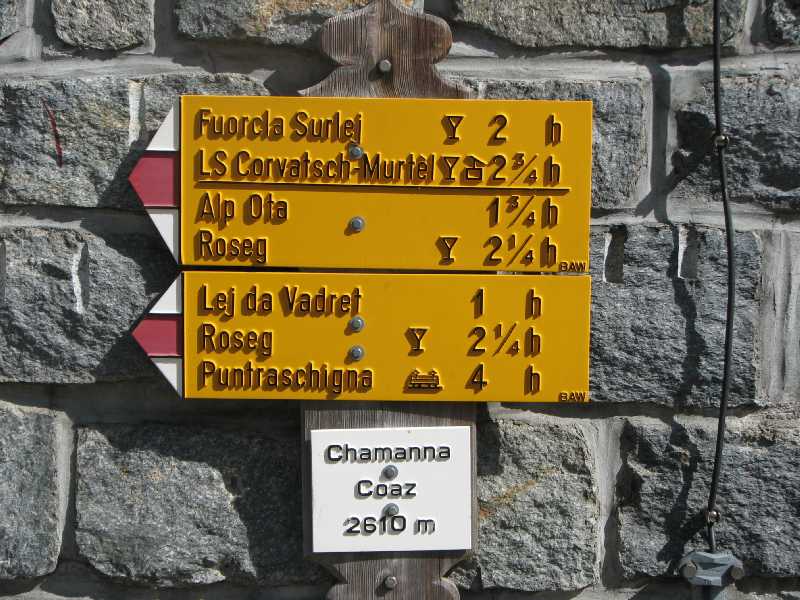 Fuorcla Surlej 2 h
LS Corvatsch-Murtèl 2 3/4 h
Alp Ota 1 3/4 h
Roseg 2 1/4 h
BAW
Lej da Vadret 1 h
Roseg 2 1/4 h
Puntraschigna 4 h
BAW
Chamanna
Coaz
2610 m